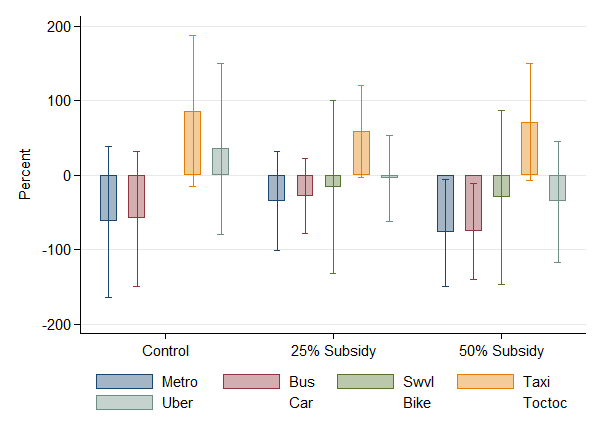 200
100
0
-100
-200
Percent
Control 25% Subsidy 50% Subsidy
Metro Bus Swvl Taxi
Uber Car Bike Toctoc